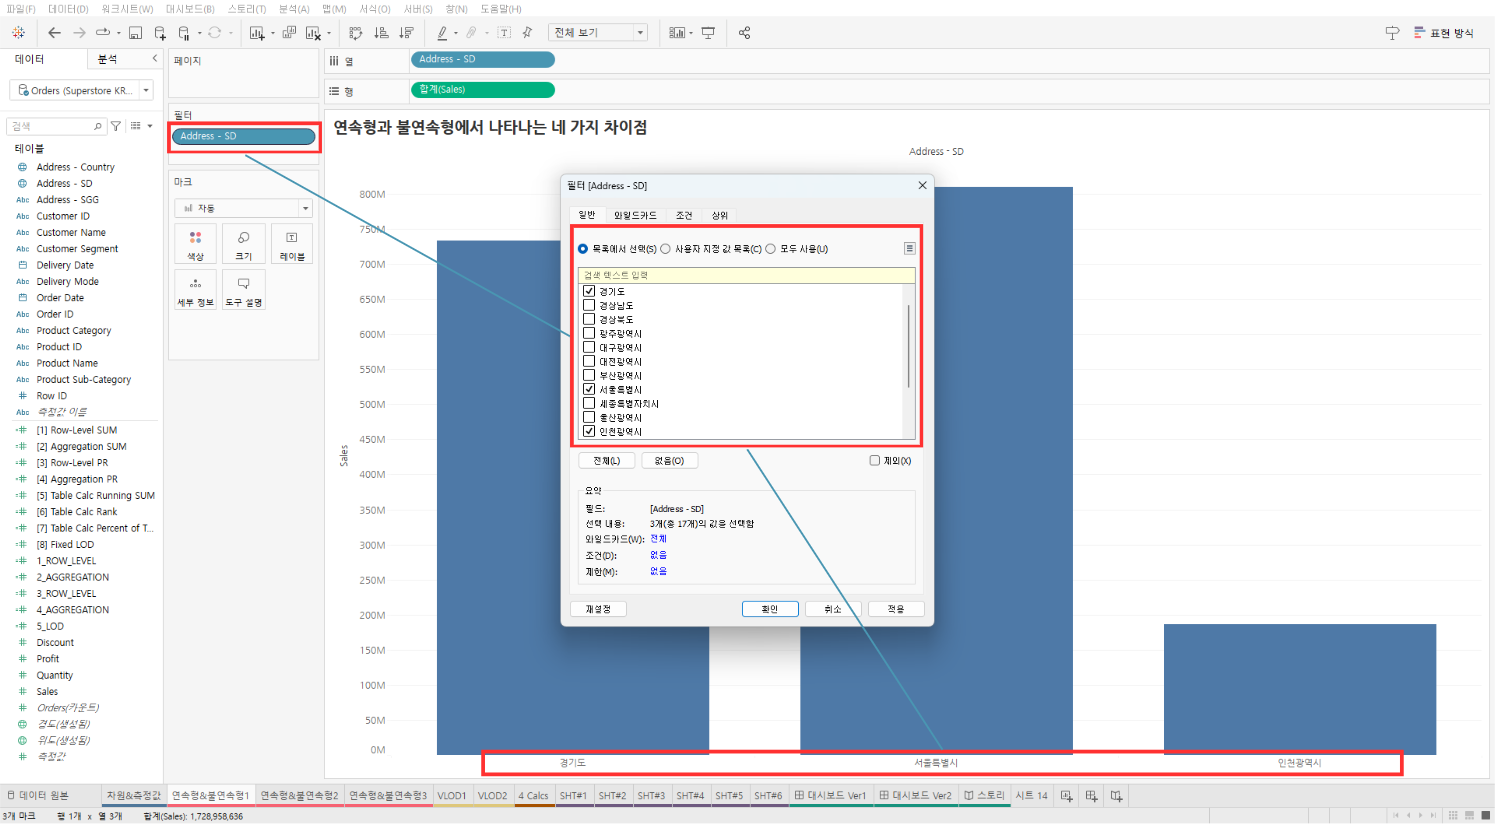 파일(F) 데이터(D) 워크시트(W) 대시보드(B) 스토리(T) 분석(A) 맵(M) 서식(O) 서버(S) 창(N) 도움말(H)
전체 보기
표현 방식
데이터 분석
Orders (Superstore KR...
검색
테이블
Address - Country
Address - SD
Abc Address - SGG
Abc Customer ID
Abc Customer Name
Abc Customer Segment
Delivery Date
Abc Delivery Mode
Order Date
Abc Order ID
Abc Product Category
Abc Product ID
Abc Product Name
Abc Product Sub-Category
Row ID
Abc 측정값 이름
[1] Row-Level SUM
[2] Aggregation SUM
[3] Row-Level PR
[4] Aggregation PR
[5] Table Calc Running SUM
[6] Table Calc Rank
[7] Table Calc Percent of T...
[8] Fixed LOD
1_ROW_LEVEL
2_AGGREGATION
3_ROW_LEVEL
4_AGGREGATION
5_LOD
Discount
Profit
Quantity
Sales
Orders(카운트)
경도(생성됨)
위도(생성됨)
측정값
페이지
필터
Address - SD
마크
자동
색상 크기 레이블
세부 정보 도구 설명
열 Address - SD
행 합계(Sales)
연속형과 불연속형에서 나타나는 네 가지 차이점
Address - SD
800M
750M
700M
650M
600M
550M
500M
450M
400M
350M
300M
250M
200M
150M
100M
50M
0M
Sales
경기도 서울특별시 인천광역시
필터 [Address - SD]
일반 와일드카드 조건 상위
목록에서 선택(S) 사용자 지정 값 목록(C) 모두 사용(U)
검색 텍스트 입력
경기도
경상남도
경상북도
광주광역시
대구광역시
대전광역시
부산광역시
서울특별시
세종특별자치시
울산광역시
인천광역시
전체(L) 없음(O) 제외(X)
요약
필드: [Address - SD]
선택 내용: 3개(총 17개)의 값을 선택함
와일드카드(W): 전체
조건(D): 없음
제한(M): 없음
재설정 확인 취소 적용
데이터 원본 차원&측정값 연속형&불연속형1 연속형&불연속형2 연속형&불연속형3 VLOD1 VLOD2 4 Calcs SHT#1 SHT#2 SHT#3 SHT#4 SHT#5 SHT#6 대시보드 Ver1 대시보드 Ver2 스토리 시트 14
3개 마크 행 1개 x 열 3개 합계(Sales): 1,728,958,636